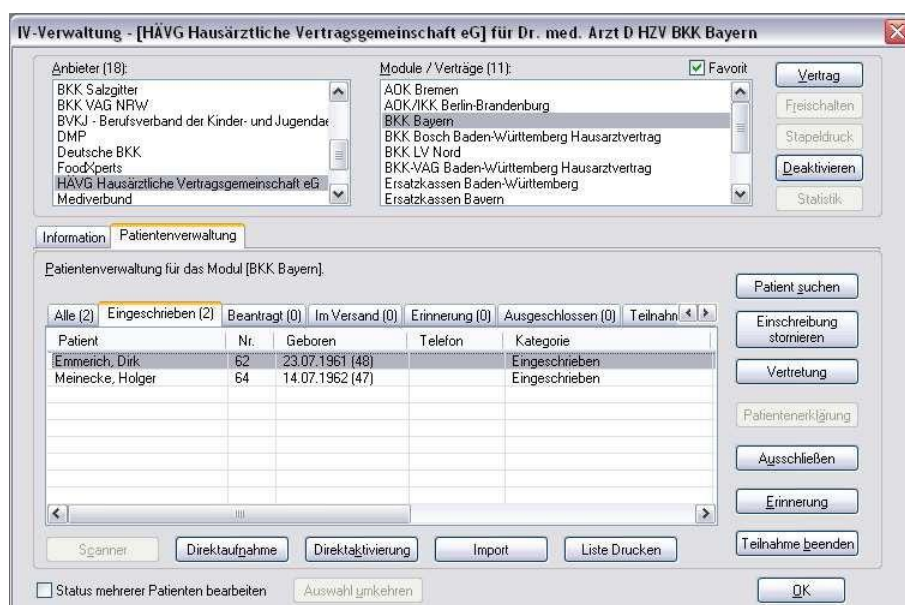 IV-Verwaltung - [HÄVG Hausärztliche Vertragsgemeinschaft eG] für Dr. med. Arzt D HZV BKK Bayern
Anbieter (18):
BKK Salzgitter
BKK VAG NRW
BVKJ - Berufsverband der Kinder- und Jugendae
DMP
Deutsche BKK
FoodXperts
HÄVG Hausärztliche Vertragsgemeinschaft eG
Mediverbund
Module / Verträge (11):
Favorit
AOK Bremen
AOK/IKK Berlin-Brandenburg
BKK Bayern
BKK Bosch Baden-Württemberg Hausarztvertrag
BKK LV Nord
BKK-VAG Baden-Württemberg Hausarztvertrag
Ersatzkassen Baden-Württemberg
Ersatzkassen Bayern
Vertrag
Freischalten
Stapeldruck
Deaktivieren
Statistik
Information Patientenverwaltung
Patientenverwaltung für das Modul [BKK Bayern].
Alle (2) Eingeschrieben (2) Beantragt (0) Im Versand (0) Erinnerung (0) Ausgeschlossen (0) Teilnahm
Patient Nr. Geboren Telefon Kategorie
Emmerich, Dirk 62 23.07.1961 (48) Eingeschrieben
Meinecke, Holger 64 14.07.1962 (47) Eingeschrieben
Patient suchen
Einschreibung
stornieren
Vertretung
Patientenerklärung
Ausschließen
Erinnerung
Teilnahme beenden
Scanner Direktaufnahme Direktaktivierung Import Liste Drucken
Status mehrerer Patienten bearbeiten Auswahl umkehren OK